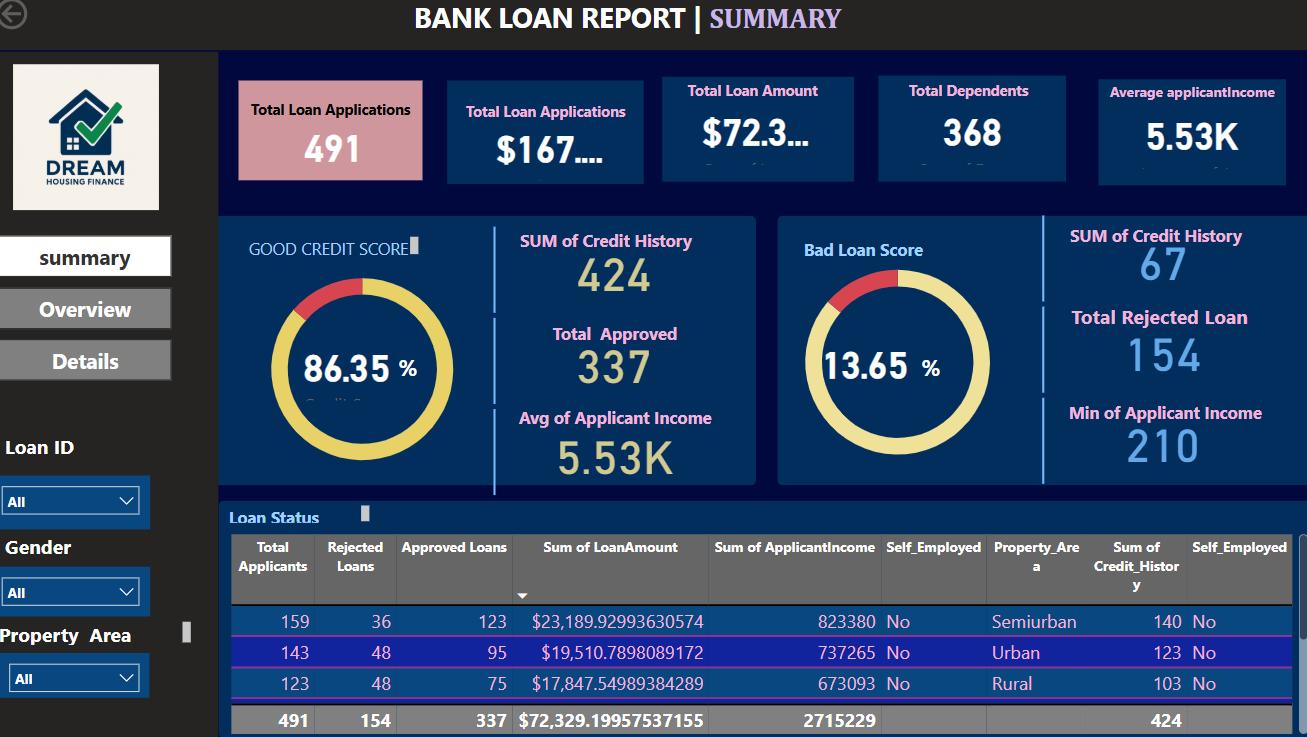 BANK LOAN REPORT | SUMMARY
DREAM
HOUSING FINANCE
summary
Overview
Details
Loan ID
All
Gender
All
Property Area
All
Total Loan Applications
491
Total Loan Applications
$167....
Total Loan Amount
$72.3...
Total Dependents
368
Average applicantIncome
5.53K
GOOD CREDIT SCORE
86.35 %
SUM of Credit History
424
Total Approved
337
Avg of Applicant Income
5.53K
Bad Loan Score
13.65 %
SUM of Credit History
67
Total Rejected Loan
154
Min of Applicant Income
210
Loan Status
Total Applicants Rejected Loans Approved Loans Sum of LoanAmount Sum of ApplicantIncome Self_Employed Property_Area Sum of Credit_History Self_Employed
159 36 123 $23,189.92993630574 823380 No Semiurban 140 No
143 48 95 $19,510.7898089172 737265 No Urban 123 No
123 48 75 $17,847.54989384289 673093 No Rural 103 No
491 154 337 $72,329.19957537155 2715229 424